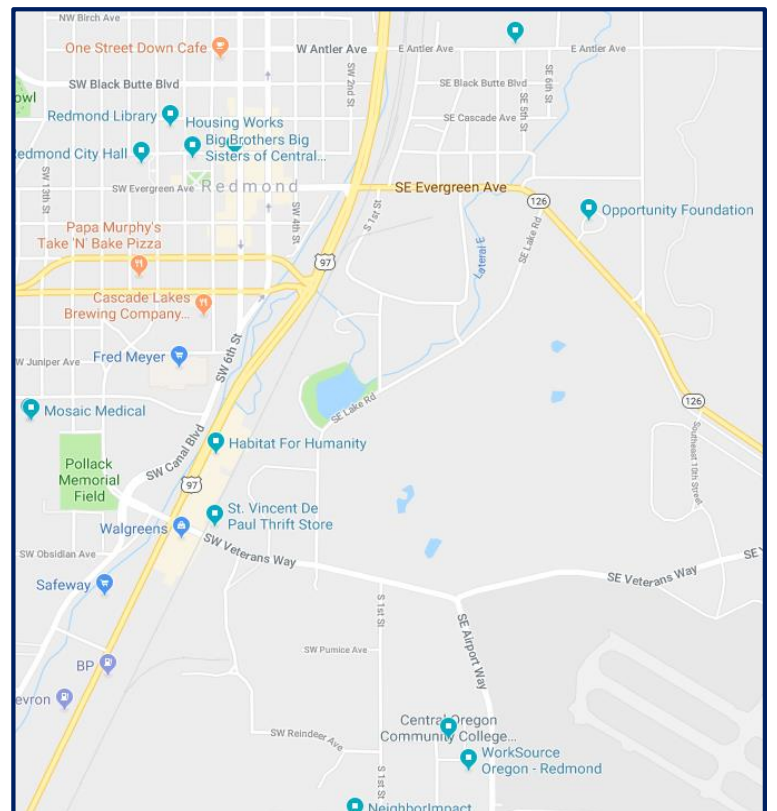 NW Birch Ave
One Street Down Cafe
W Antler Ave
E Antler Ave
E Antler Ave
SW 2nd St
SW Black Butte Blvd
SE Black Butte Blvd
SE 6th St
owl
Redmond Library
Housing Works
SE 5th St
SE Cascade Ave
Redmond City Hall
Big Brothers Big
Sisters of Central...
SW 13th St
SW Evergreen Ave
Redmond
SE Evergreen Ave
126
S 1st St
Opportunity Foundation
SW 4th St
Papa Murphy's
Take 'N' Bake Pizza
Lateral E
SE Lake Rd
97
Cascade Lakes
Brewing Company...
SW 6th St
Fred Meyer
W Juniper Ave
SE Lake Rd
126
Mosaic Medical
Southeast 10th Street
Habitat For Humanity
SW Canal Blvd
Pollack
Memorial
Field
97
St. Vincent De
Paul Thrift Store
Walgreens
SW Veterans Way
SW Obsidian Ave
SE Veterans Way
Safeway
S 1st St
SE Airport Way
SW Pumice Ave
BP
evron
Central Oregon
Community College...
SW Reindeer Ave
WorkSource
Oregon - Redmond
S 1st St
NeighborImpact